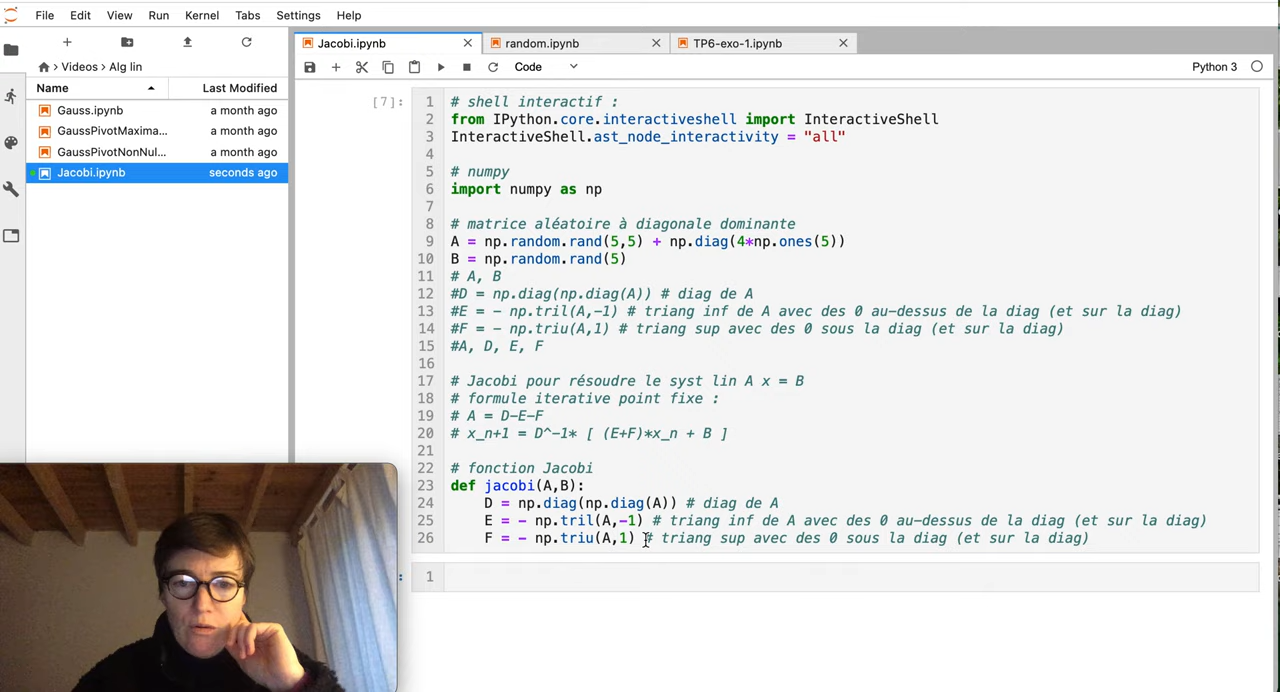 File Edit View Run Kernel Tabs Settings Help
Jacobi.ipynb random.ipynb TP6-exo-1.ipynb
Code Python 3
Videos Alg lin
Name Last Modified
Gauss.ipynb a month ago
GaussPivotMaxima... a month ago
GaussPivotNonNul... a month ago
Jacobi.ipynb seconds ago
[7]:
1 # shell interactif :
2 from IPython.core.interactiveshell import InteractiveShell
3 InteractiveShell.ast_node_interactivity = "all"
4
5 # numpy
6 import numpy as np
7
8 # matrice aléatoire à diagonale dominante
9 A = np.random.rand(5,5) + np.diag(4*np.ones(5))
10 B = np.random.rand(5)
11 # A, B
12 #D = np.diag(np.diag(A)) # diag de A
13 #E = - np.tril(A,-1) # triang inf de A avec des 0 au-dessus de la diag (et sur la diag)
14 #F = - np.triu(A,1) # triang sup avec des 0 sous la diag (et sur la diag)
15 #A, D, E, F
16
17 # Jacobi pour résoudre le syst lin A x = B
18 # formule iterative point fixe :
19 # A = D-E-F
20 # x_n+1 = D^-1* [ (E+F)*x_n + B ]
21
22 # fonction Jacobi
23 def jacobi(A,B):
24 D = np.diag(np.diag(A)) # diag de A
25 E = - np.tril(A,-1) # triang inf de A avec des 0 au-dessus de la diag (et sur la diag)
26 F = - np.triu(A,1) # triang sup avec des 0 sous la diag (et sur la diag)
1